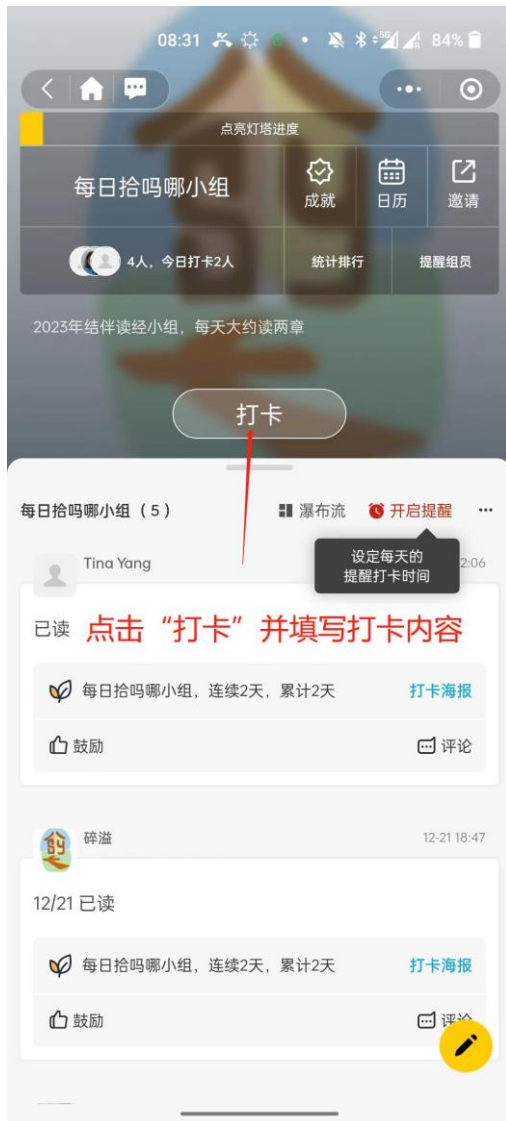 08:31
5G
84%
点亮灯塔进度
每日拾吗哪小组
成就
日历
邀请
4人，今日打卡2人
统计排行
提醒组员
2023年结伴读经小组，每天大约读两章
打卡
每日拾吗哪小组（5）
瀑布流
开启提醒
设定每天的
提醒打卡时间
Tina Yang
2:06
已读
点击“打卡”并填写打卡内容
每日拾吗哪小组，连续2天，累计2天
打卡海报
鼓励
评论
碎溢
12-21 18:47
12/21 已读
每日拾吗哪小组，连续2天，累计2天
打卡海报
鼓励
评论